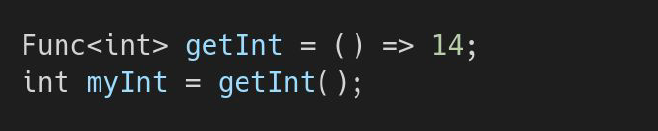 Func<int> getInt = () => 14;
int myInt = getInt();